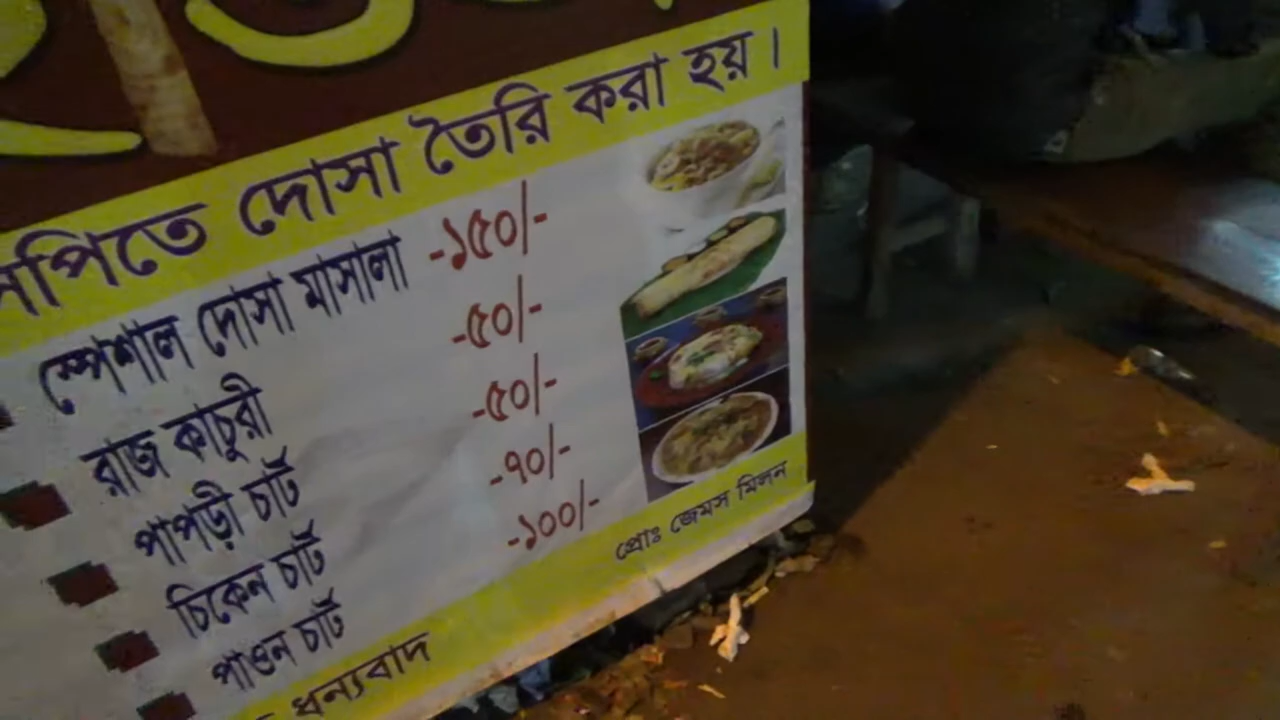 দোসা তৈরি করা হয়।
স্পেশাল দোসা মাসালা -১৫০/-
রাজ কাচুরী -৫০/-
পাপড়ী চার্ট -৫০/-
চিকেন চার্ট -৭০/-
পাওন চার্ট -১০০/-
প্রোঃ জেমস মিলন
ধন্যবাদ